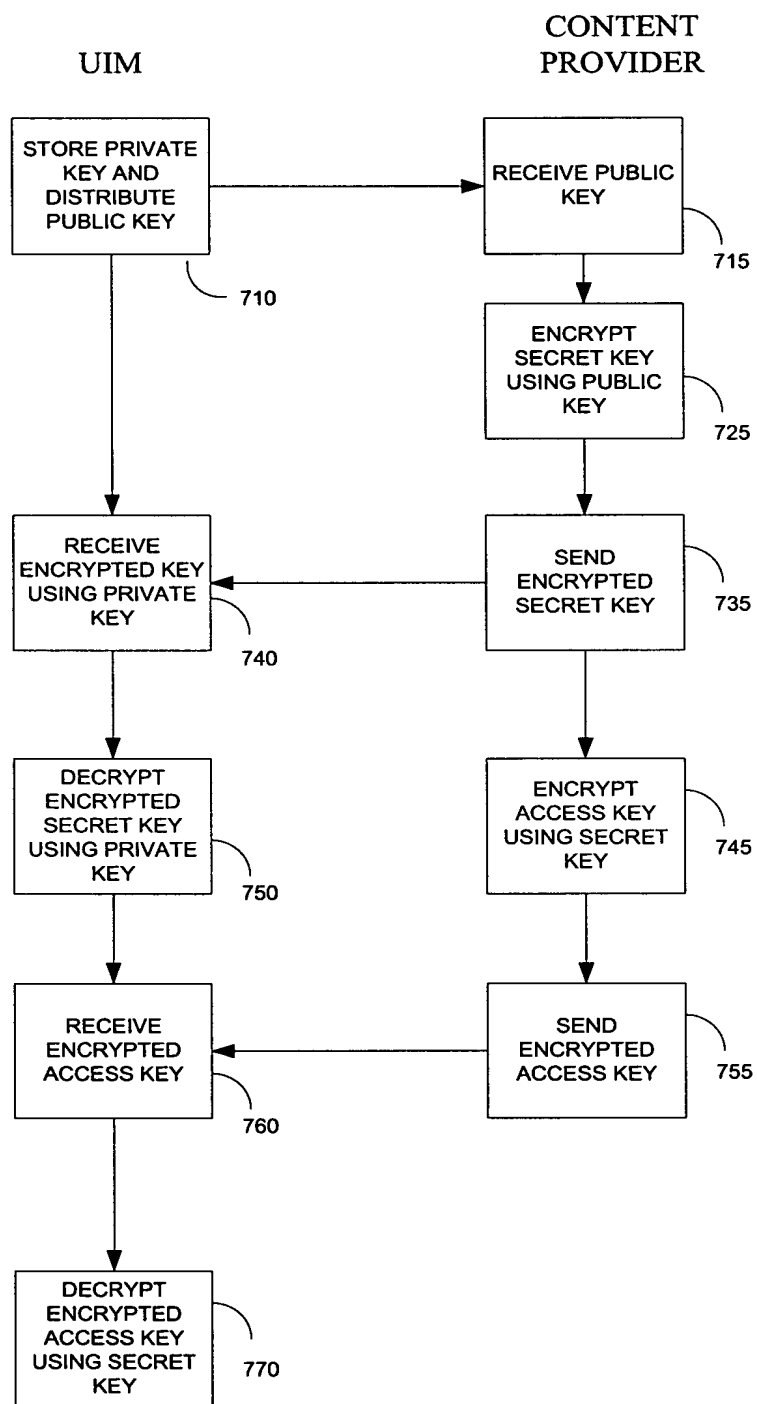 UIM
CONTENT
PROVIDER
STORE PRIVATE
KEY AND
DISTRIBUTE
PUBLIC KEY
710
RECEIVE PUBLIC
KEY
715
ENCRYPT
SECRET KEY
USING PUBLIC
KEY
725
RECEIVE
ENCRYPTED KEY
USING PRIVATE
KEY
740
SEND
ENCRYPTED
SECRET KEY
735
DECRYPT
ENCRYPTED
SECRET KEY
USING PRIVATE
KEY
750
ENCRYPT
ACCESS KEY
USING SECRET
KEY
745
RECEIVE
ENCRYPTED
ACCESS KEY
760
SEND
ENCRYPTED
ACCESS KEY
755
DECRYPT
ENCRYPTED
ACCESS KEY
USING SECRET
KEY
770